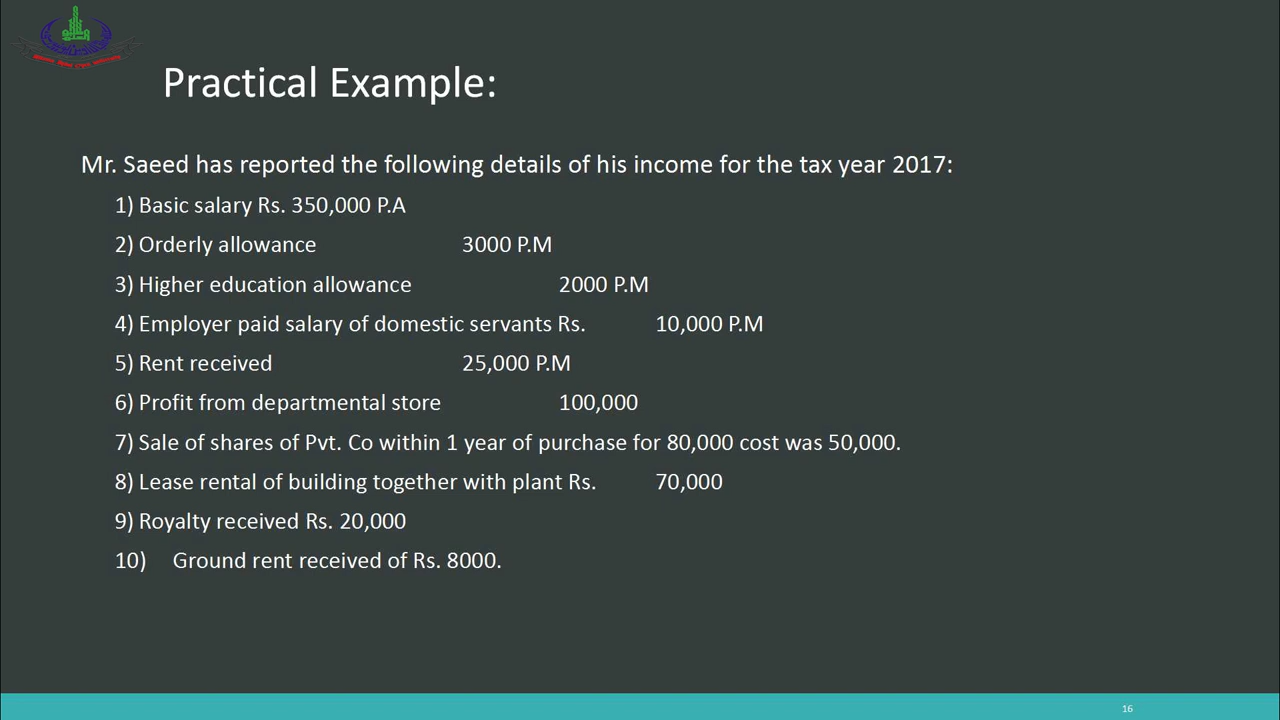 Practical Example:
Mr. Saeed has reported the following details of his income for the tax year 2017:
1) Basic salary Rs. 350,000 P.A
2) Orderly allowance 3000 P.M
3) Higher education allowance 2000 P.M
4) Employer paid salary of domestic servants Rs. 10,000 P.M
5) Rent received 25,000 P.M
6) Profit from departmental store 100,000
7) Sale of shares of Pvt. Co within 1 year of purchase for 80,000 cost was 50,000.
8) Lease rental of building together with plant Rs. 70,000
9) Royalty received Rs. 20,000
10) Ground rent received of Rs. 8000.
16